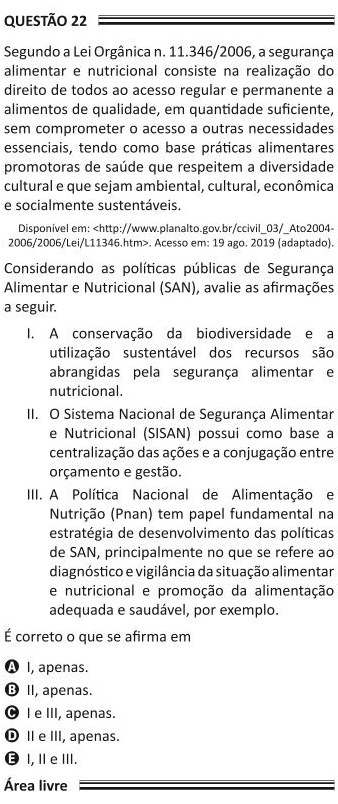 QUESTÃO 22
Segundo a Lei Orgânica n. 11.346/2006, a segurança
alimentar e nutricional consiste na realização do
direito de todos ao acesso regular e permanente a
alimentos de qualidade, em quantidade suficiente,
sem comprometer o acesso a outras necessidades
essenciais, tendo como base práticas alimentares
promotoras de saúde que respeitem a diversidade
cultural e que sejam ambiental, cultural, econômica
e socialmente sustentáveis.
Disponível em: <http://www.planalto.gov.br/ccivil_03/_Ato2004-
2006/2006/Lei/L11346.htm>. Acesso em: 19 ago. 2019 (adaptado).
Considerando as políticas públicas de Segurança
Alimentar e Nutricional (SAN), avalie as afirmações
a seguir.
I. A conservação da biodiversidade e a
utilização sustentável dos recursos são
abrangidas pela segurança alimentar e
nutricional.
II. O Sistema Nacional de Segurança Alimentar
e Nutricional (SISAN) possui como base a
centralização das ações e a conjugação entre
orçamento e gestão.
III. A Política Nacional de Alimentação e
Nutrição (Pnan) tem papel fundamental na
estratégia de desenvolvimento das políticas
de SAN, principalmente no que se refere ao
diagnóstico e vigilância da situação alimentar
e nutricional e promoção da alimentação
adequada e saudável, por exemplo.
É correto o que se afirma em
A I, apenas.
B II, apenas.
C I e III, apenas.
D II e III, apenas.
E I, II e III.
Área livre